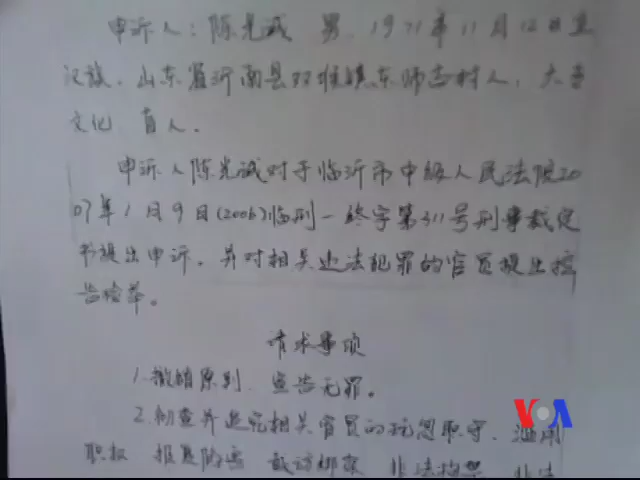 申诉人：陈光诚 男 1971年11月12日生
汉族．山东省沂南县双堠镇东师古村人，大专
文化 盲人．
申诉人陈光诚对于临沂市中级人民法院20
07年1月9日(2006)临刑一终字第311号刑事裁定
书提出申诉．并对相关违法犯罪的官员提出控
告检举。
请求事项
1.撤销原判．宣告无罪。
2.彻查并追究相关官员的玩忽职守．滥用
职权 报复陷害 非法拘禁 非法
VOA